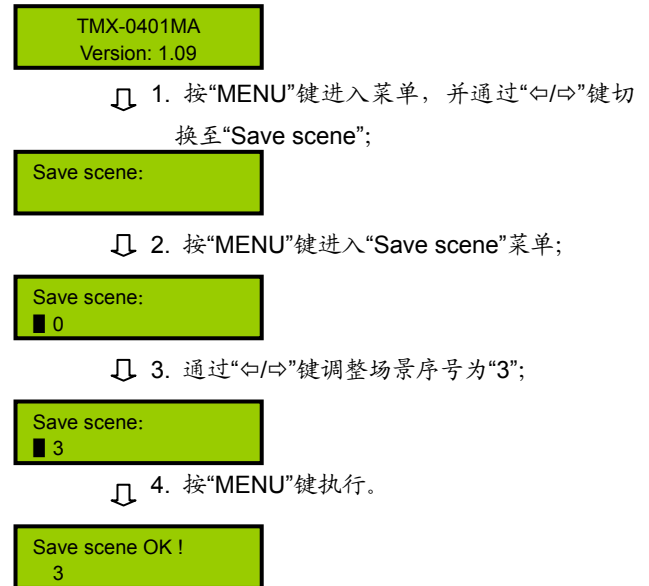 TMX-0401MA
Version: 1.09
1. 按“MENU”键进入菜单，并通过“⇦/⇨”键切
换至“Save scene”;
Save scene:
2. 按“MENU”键进入“Save scene”菜单;
Save scene:
0
3. 通过“⇦/⇨”键调整场景序号为“3”;
Save scene:
3
4. 按“MENU”键执行。
Save scene OK !
3